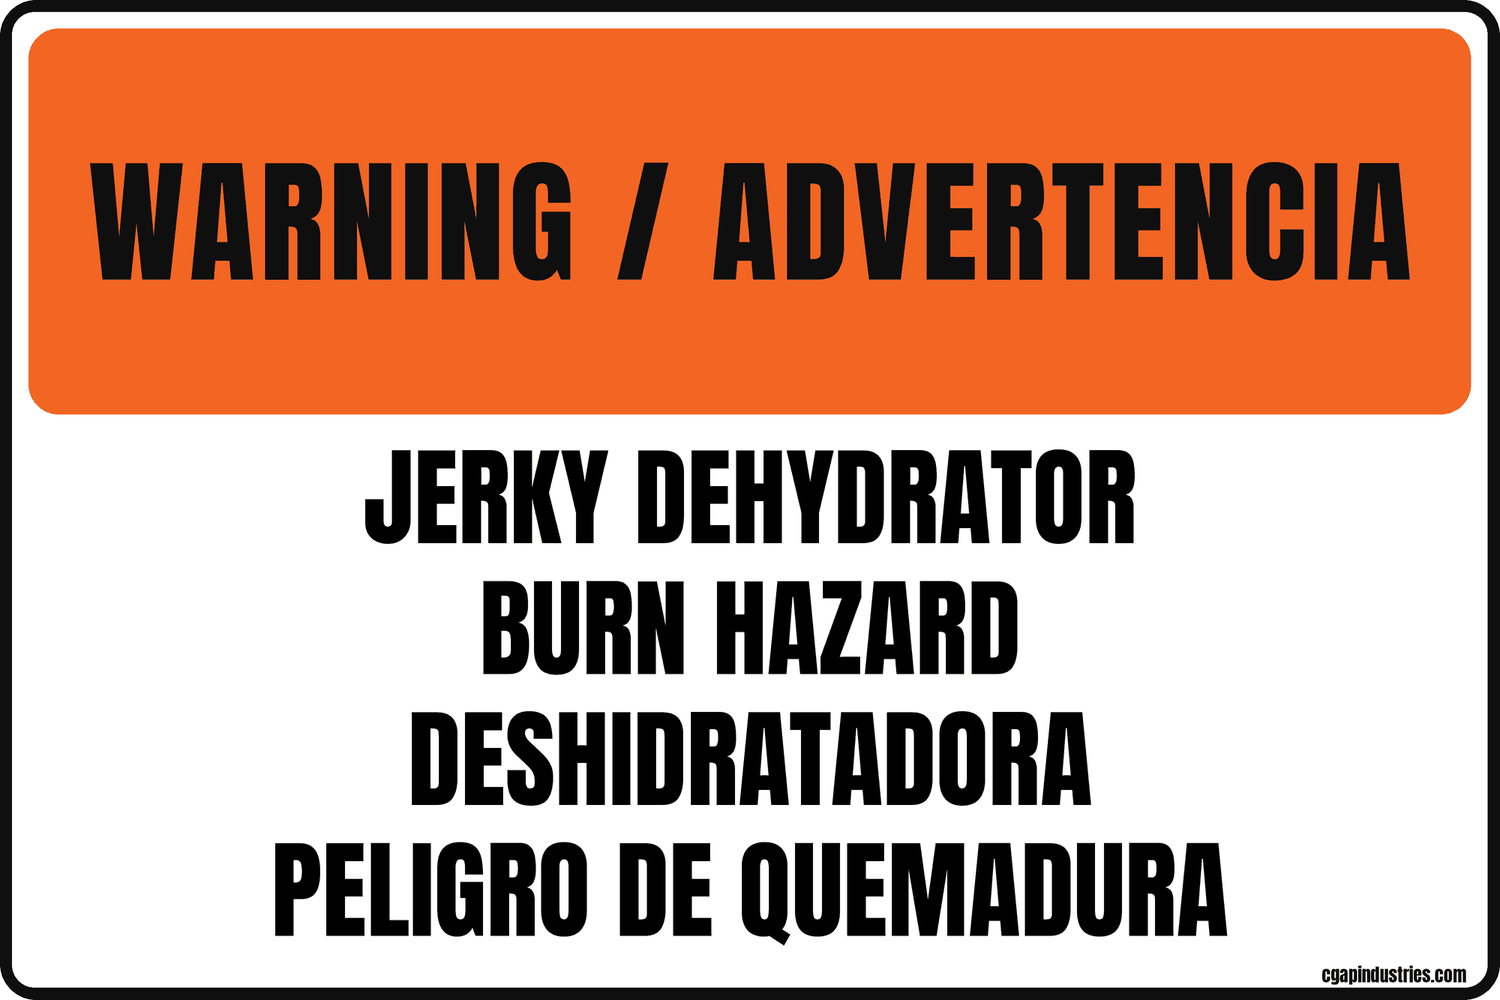 WARNING / ADVERTENCIA
JERKY DEHYDRATOR
BURN HAZARD
DESHIDRATADORA
PELIGRO DE QUEMADURA
cgapindustries.com